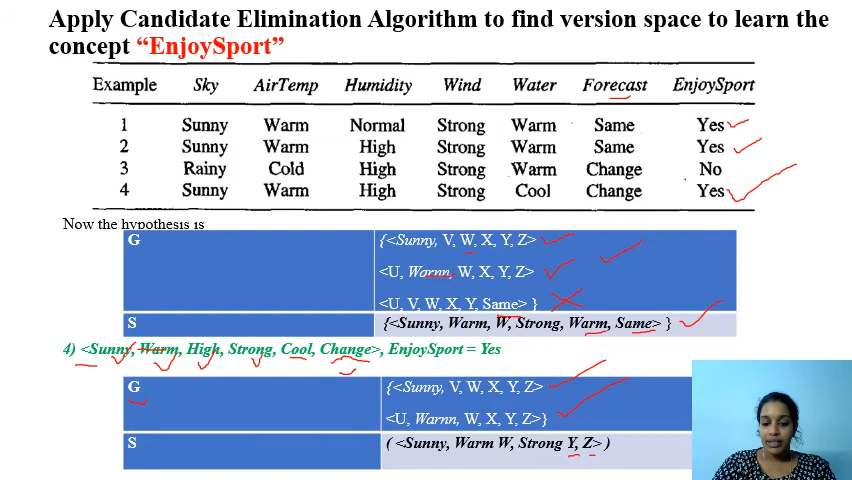 Apply Candidate Elimination Algorithm to find version space to learn the
concept “EnjoySport”
Example Sky AirTemp Humidity Wind Water Forecast EnjoySport
1 Sunny Warm Normal Strong Warm Same Yes
2 Sunny Warm High Strong Warm Same Yes
3 Rainy Cold High Strong Warm Change No
4 Sunny Warm High Strong Cool Change Yes
Now the hypothesis is
G {<Sunny, V, W, X, Y, Z>
<U, Warnn, W, X, Y, Z>
<U, V, W, X, Y, Same> }
S {<Sunny, Warm, W, Strong, Warm, Same> }
4) <Sunny, Warm, High, Strong, Cool, Change>, EnjoySport = Yes
G {<Sunny, V, W, X, Y, Z>
<U, Warnn, W, X, Y, Z>}
S ( <Sunny, Warm W, Strong Y, Z> )